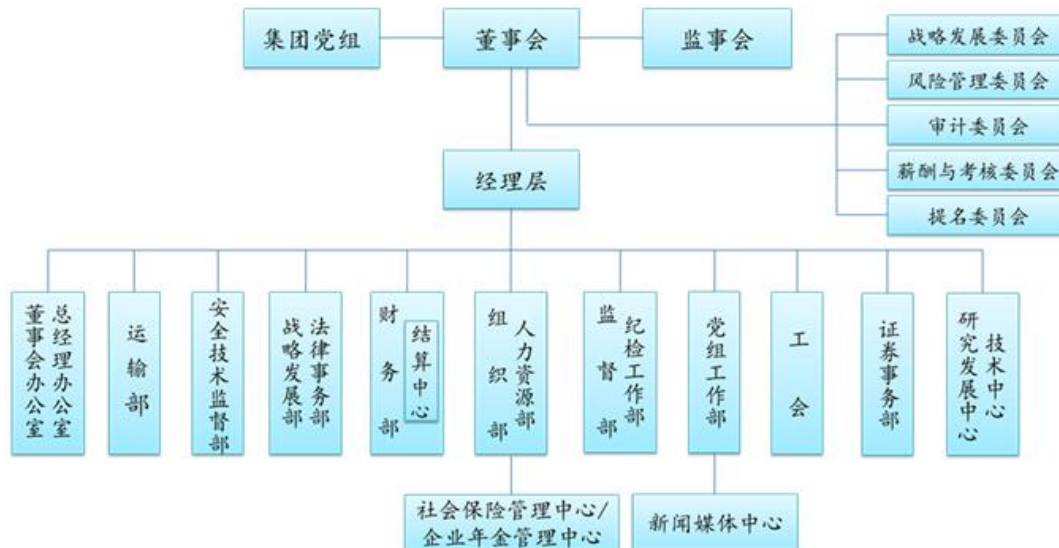 集团党组
董事会
监事会
战略发展委员会
风险管理委员会
审计委员会
薪酬与考核委员会
提名委员会
经理层
董事会办公室
总经理办公室
运输部
安全技术监督部
战略发展部
法律事务部
财务部
结算中心
组织部
人力资源部
监督部
纪检工作部
党组工作部
工会
证券事务部
研究发展中心
技术中心
社会保险管理中心/
企业年金管理中心
新闻媒体中心